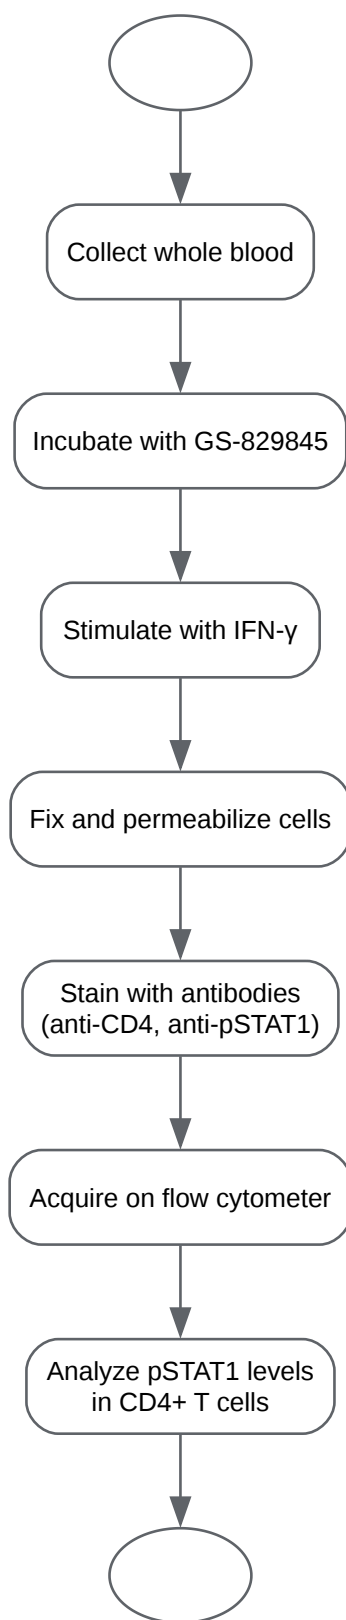 Collect whole blood
Incubate with GS-829845
Stimulate with IFN-γ
Fix and permeabilize cells
Stain with antibodies
(anti-CD4, anti-pSTAT1)
Acquire on flow cytometer
Analyze pSTAT1 levels
in CD4+ T cells